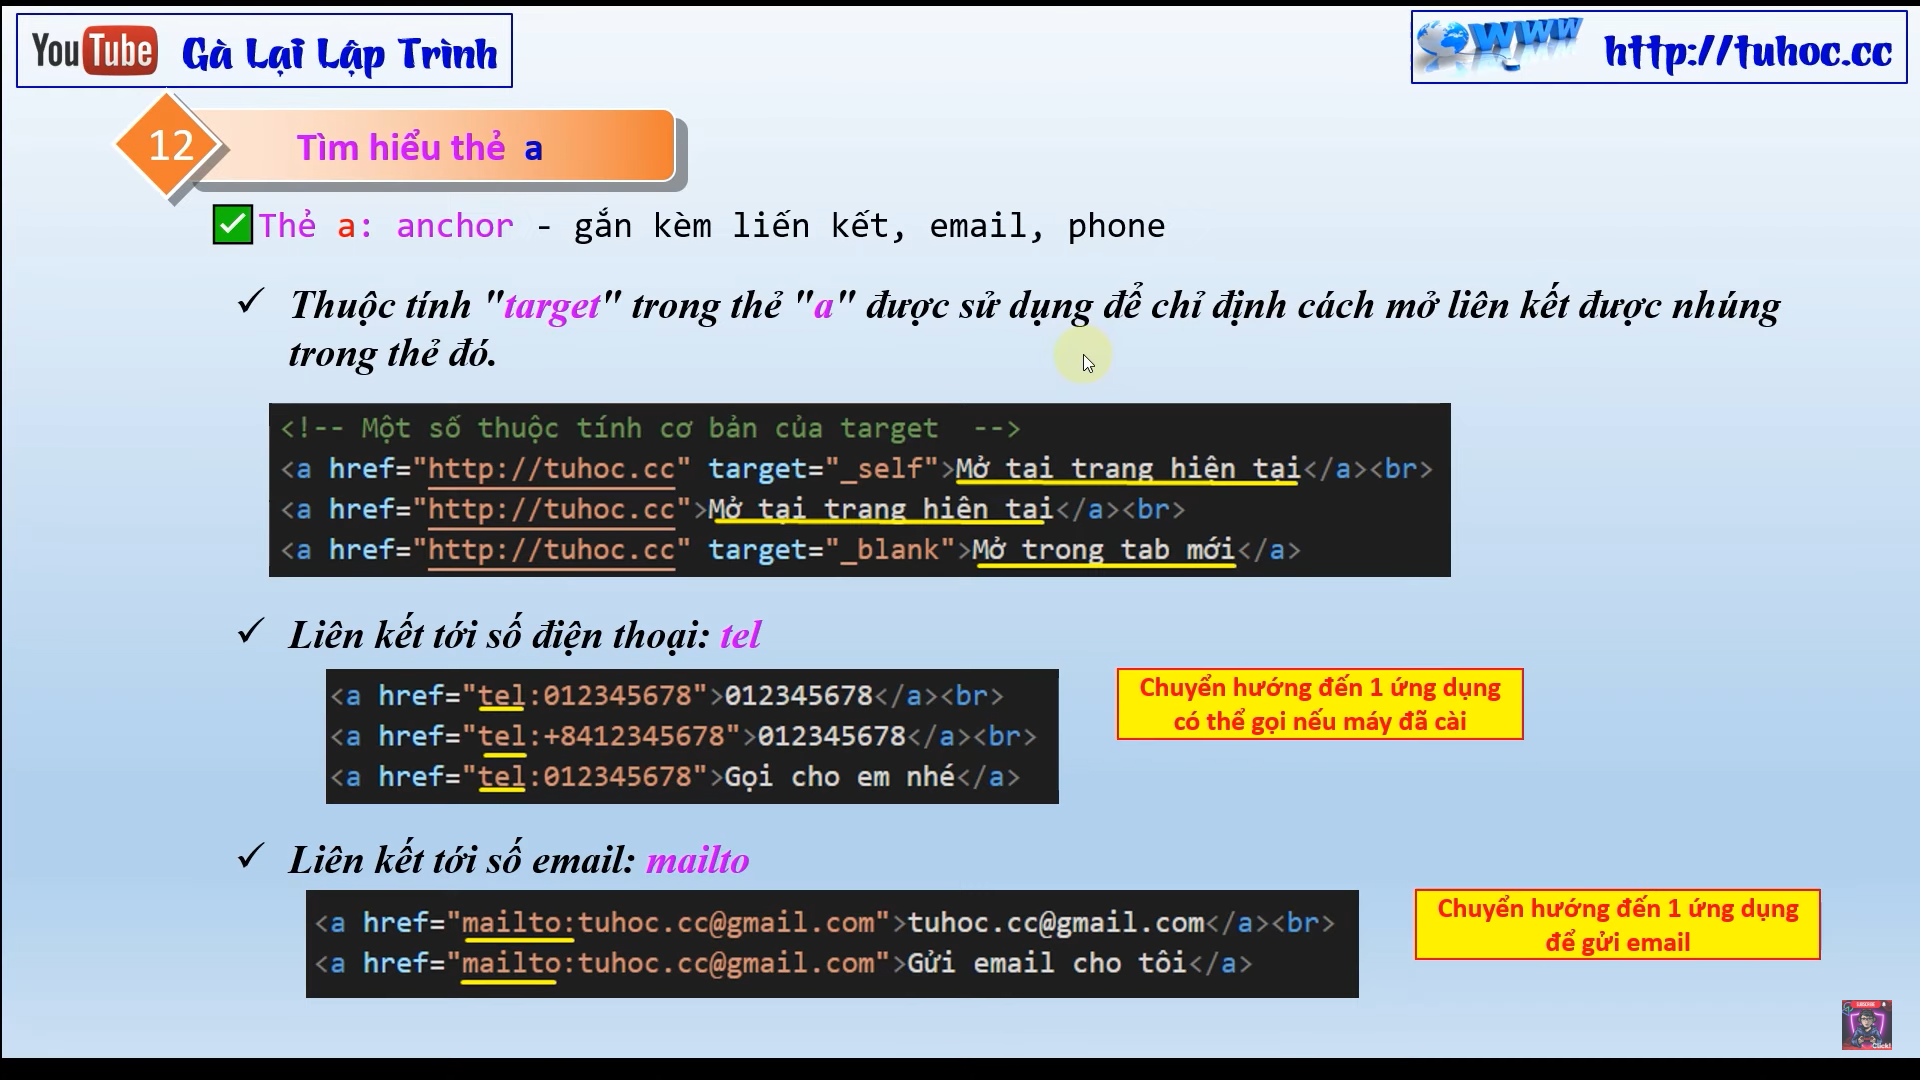 YouTube Gà Lại Lập Trình
WWW http://tuhoc.cc
12 Tìm hiểu thẻ a
Thẻ a: anchor - gắn kèm liến kết, email, phone
✓ Thuộc tính "target" trong thẻ "a" được sử dụng để chỉ định cách mở liên kết được nhúng
trong thẻ đó.
<!-- Một số thuộc tính cơ bản của target  -->
<a href="http://tuhoc.cc" target="_self">Mở tại trang hiện tại</a><br>
<a href="http://tuhoc.cc">Mở tại trang hiện tại</a><br>
<a href="http://tuhoc.cc" target="_blank">Mở trong tab mới</a>
✓ Liên kết tới số điện thoại: tel
<a href="tel:012345678">012345678</a><br>
<a href="tel:+8412345678">012345678</a><br>
<a href="tel:012345678">Gọi cho em nhé</a>
Chuyển hướng đến 1 ứng dụng
có thể gọi nếu máy đã cài
✓ Liên kết tới số email: mailto
<a href="mailto:tuhoc.cc@gmail.com">tuhoc.cc@gmail.com</a><br>
<a href="mailto:tuhoc.cc@gmail.com">Gửi email cho tôi</a>
Chuyển hướng đến 1 ứng dụng
để gửi email
SUBSCRIBE
Click!